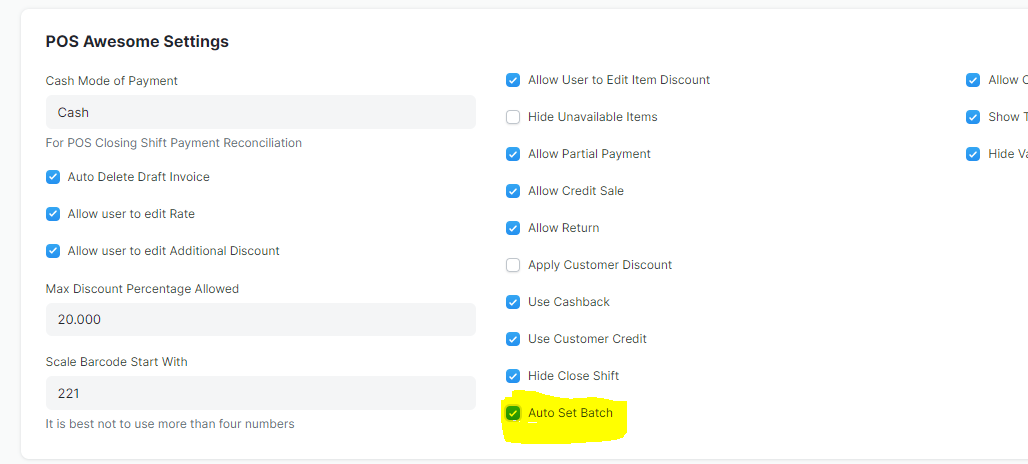 POS Awesome Settings
Cash Mode of Payment
Cash
For POS Closing Shift Payment Reconciliation
Auto Delete Draft Invoice
Allow user to edit Rate
Allow user to edit Additional Discount
Max Discount Percentage Allowed
20.000
Scale Barcode Start With
221
It is best not to use more than four numbers
Allow User to Edit Item Discount
Hide Unavailable Items
Allow Partial Payment
Allow Credit Sale
Allow Return
Apply Customer Discount
Use Cashback
Use Customer Credit
Hide Close Shift
Auto Set Batch
Allow
Show
Hide